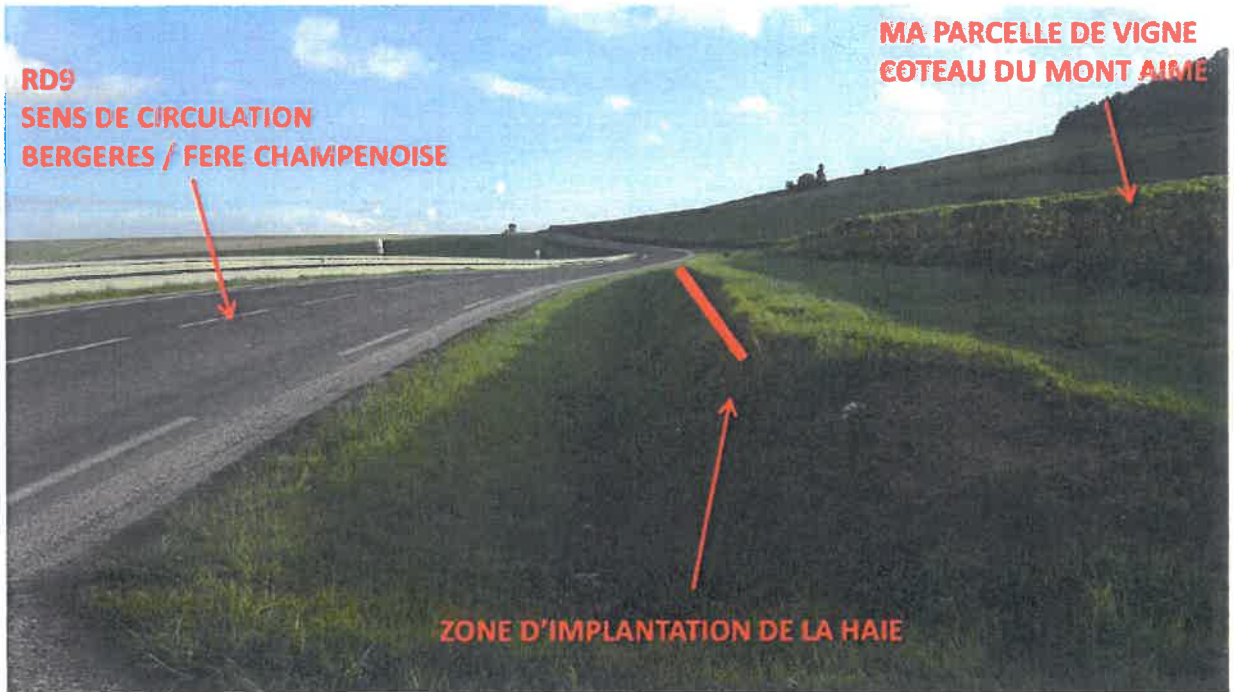 RD9
SENS DE CIRCULATION
BERGERES / FERE CHAMPENOISE
MA PARCELLE DE VIGNE
COTEAU DU MONT AIME
ZONE D'IMPLANTATION DE LA HAIE